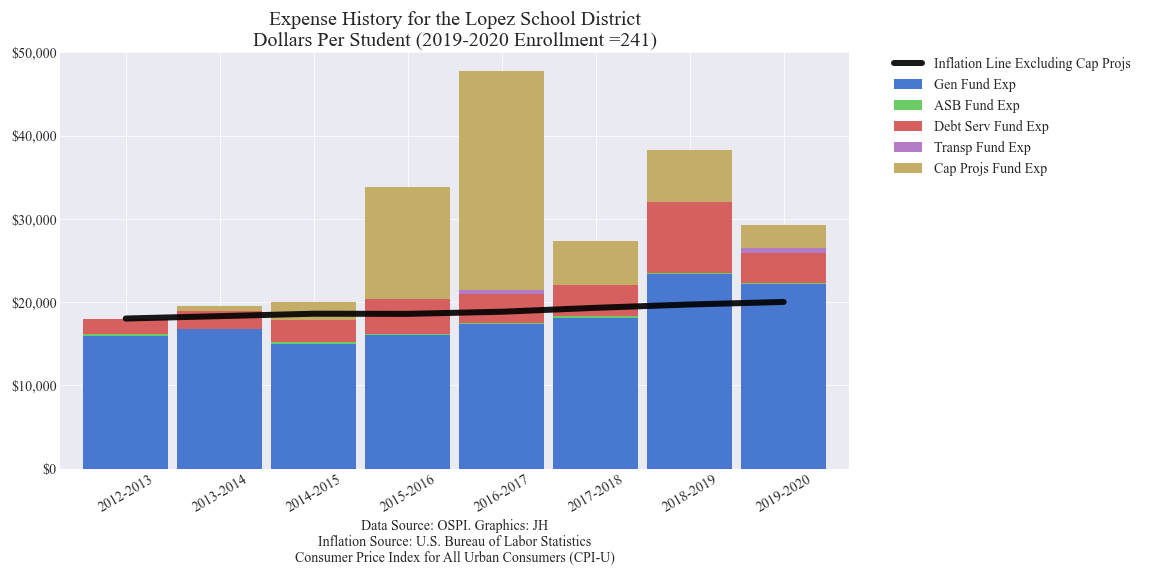 Expense History for the Lopez School District
Dollars Per Student (2019-2020 Enrollment =241)
$50,000
$40,000
$30,000
$20,000
$10,000
$0
2012-2013
2013-2014
2014-2015
2015-2016
2016-2017
2017-2018
2018-2019
2019-2020
Inflation Line Excluding Cap Projs
Gen Fund Exp
ASB Fund Exp
Debt Serv Fund Exp
Transp Fund Exp
Cap Projs Fund Exp
Data Source: OSPI. Graphics: JH
Inflation Source: U.S. Bureau of Labor Statistics
Consumer Price Index for All Urban Consumers (CPI-U)